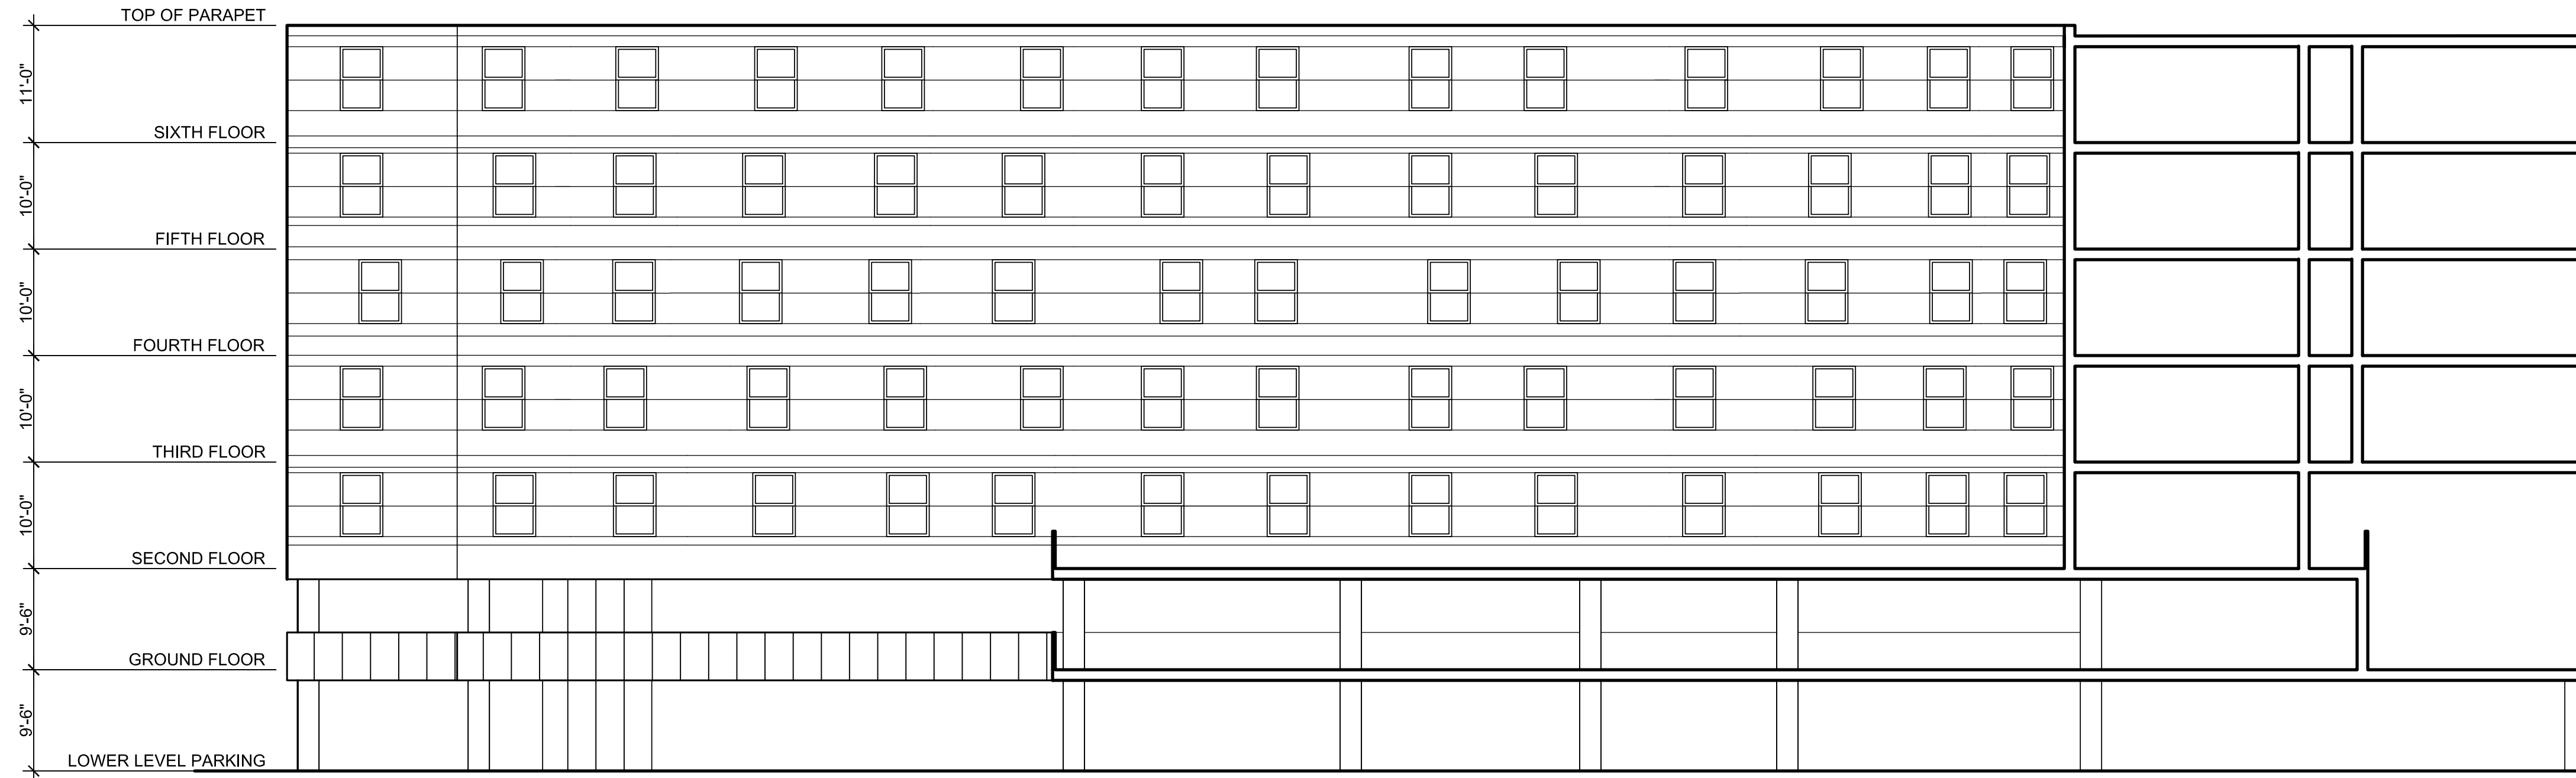 TOP OF PARAPET
11'-0"
SIXTH FLOOR
10'-0"
FIFTH FLOOR
10'-0"
FOURTH FLOOR
10'-0"
THIRD FLOOR
10'-0"
SECOND FLOOR
9'-6"
GROUND FLOOR
9'-6"
LOWER LEVEL PARKING